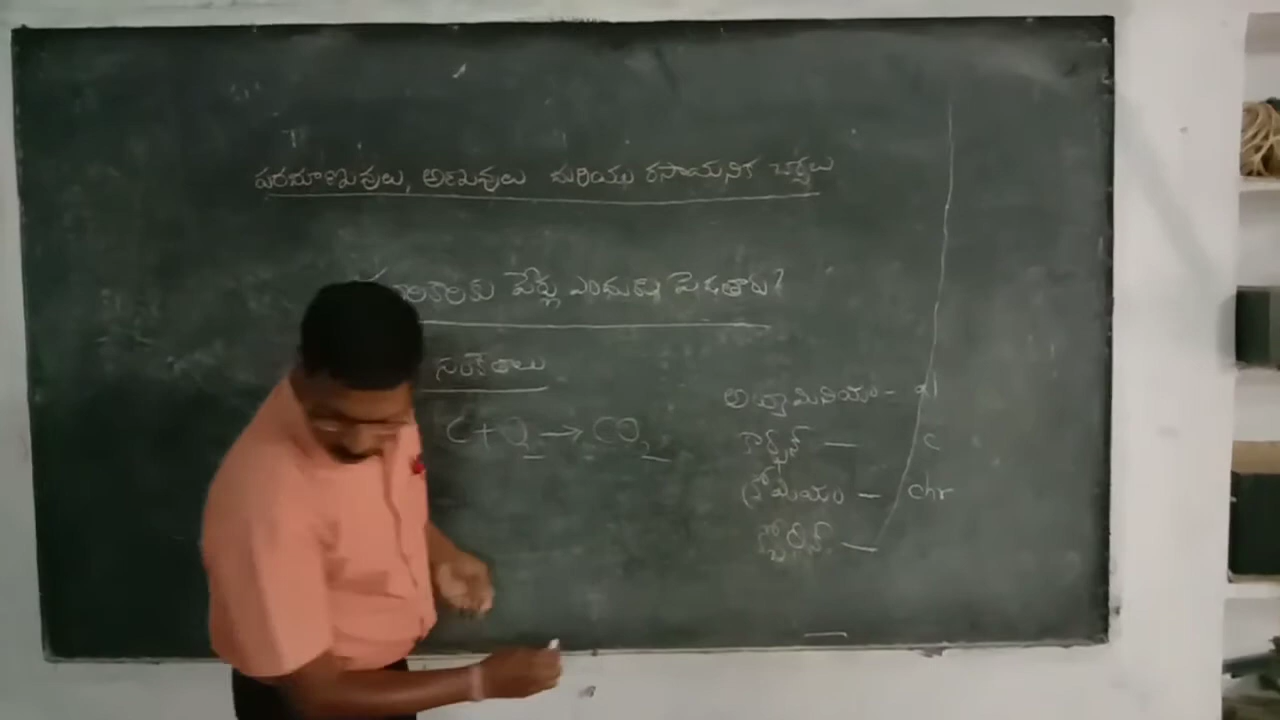 పరమాణువులు, అణువులు మరియు రసాయనిక చర్యలు
పేర్లు ఎందుకు పెడతారు?
సంకేతాలు
C + O2 → CO2
అల్యూమినియం - al
కార్బన్ — c
క్రోమియం — chr
క్లోరిన్ —